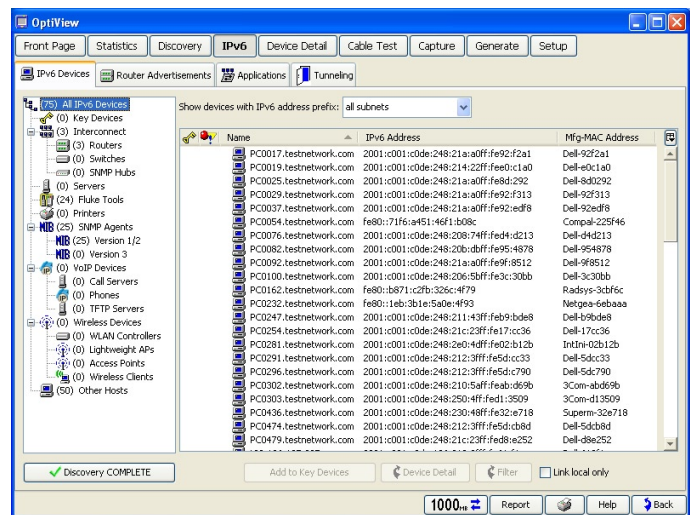 OptiView
Front Page Statistics Discovery IPv6 Device Detail Cable Test Capture Generate Setup
IPv6 Devices Router Advertisements Applications Tunneling
(75) All IPv6 Devices
(0) Key Devices
(3) Interconnect
(3) Routers
(0) Switches
(0) SNMP Hubs
(0) Servers
(24) Fluke Tools
(0) Printers
MIB (25) SNMP Agents
MIB (25) Version 1/2
MIB (0) Version 3
(0) VoIP Devices
(0) Call Servers
(0) Phones
(0) TFTP Servers
(0) Wireless Devices
(0) WLAN Controllers
(0) Lightweight APs
(0) Access Points
(0) Wireless Clients
(50) Other Hosts
Show devices with IPv6 address prefix: all subnets
Name IPv6 Address Mfg-MAC Address
PC0017.testnetwork.com 2001:c001:c0de:248:21a:a0ff:fe92:f2a1 Dell-92f2a1
PC0019.testnetwork.com 2001:c001:c0de:248:214:22ff:fee0:c1a0 Dell-e0c1a0
PC0025.testnetwork.com 2001:c001:c0de:248:21a:a0ff:fe8d:292 Dell-8d0292
PC0029.testnetwork.com 2001:c001:c0de:248:21a:a0ff:fe92:f313 Dell-92f313
PC0037.testnetwork.com 2001:c001:c0de:248:21a:a0ff:fe92:edf8 Dell-92edf8
PC0054.testnetwork.com fe80::71f6:a451:46f1:b08c Compal-225f46
PC0076.testnetwork.com 2001:c001:c0de:248:208:74ff:fed4:d213 Dell-d4d213
PC0082.testnetwork.com 2001:c001:c0de:248:20b:dbff:fe95:4878 Dell-954878
PC0092.testnetwork.com 2001:c001:c0de:248:21a:a0ff:fe9f:8512 Dell-9f8512
PC0100.testnetwork.com 2001:c001:c0de:248:206:5bff:fe3c:30bb Dell-3c30bb
PC0162.testnetwork.com fe80::b871:c2fb:326c:4f79 Radsys-3cbf6c
PC0232.testnetwork.com fe80::1eb:3b1e:5a0e:4f93 Netgea-6ebaaa
PC0247.testnetwork.com 2001:c001:c0de:248:211:43ff:feb9:bde8 Dell-b9bde8
PC0254.testnetwork.com 2001:c001:c0de:248:21c:23ff:fe17:cc36 Dell-17cc36
PC0281.testnetwork.com 2001:c001:c0de:248:2e0:4dff:fe02:b12b IntIni-02b12b
PC0291.testnetwork.com 2001:c001:c0de:248:212:3fff:fe5d:cc33 Dell-5dcc33
PC0296.testnetwork.com 2001:c001:c0de:248:212:3fff:fe5d:c790 Dell-5dc790
PC0302.testnetwork.com 2001:c001:c0de:248:210:5aff:feab:d69b 3Com-abd69b
PC0303.testnetwork.com 2001:c001:c0de:248:250:4ff:fed1:3509 3Com-d13509
PC0436.testnetwork.com 2001:c001:c0de:248:230:48ff:fe32:e718 Superm-32e718
PC0474.testnetwork.com 2001:c001:c0de:248:212:3fff:fe5d:cb8d Dell-5dcb8d
PC0479.testnetwork.com 2001:c001:c0de:248:21c:23ff:fed8:e252 Dell-d8e252
Discovery COMPLETE Add to Key Devices Device Detail Filter Link local only
1000 MB Report Help Back